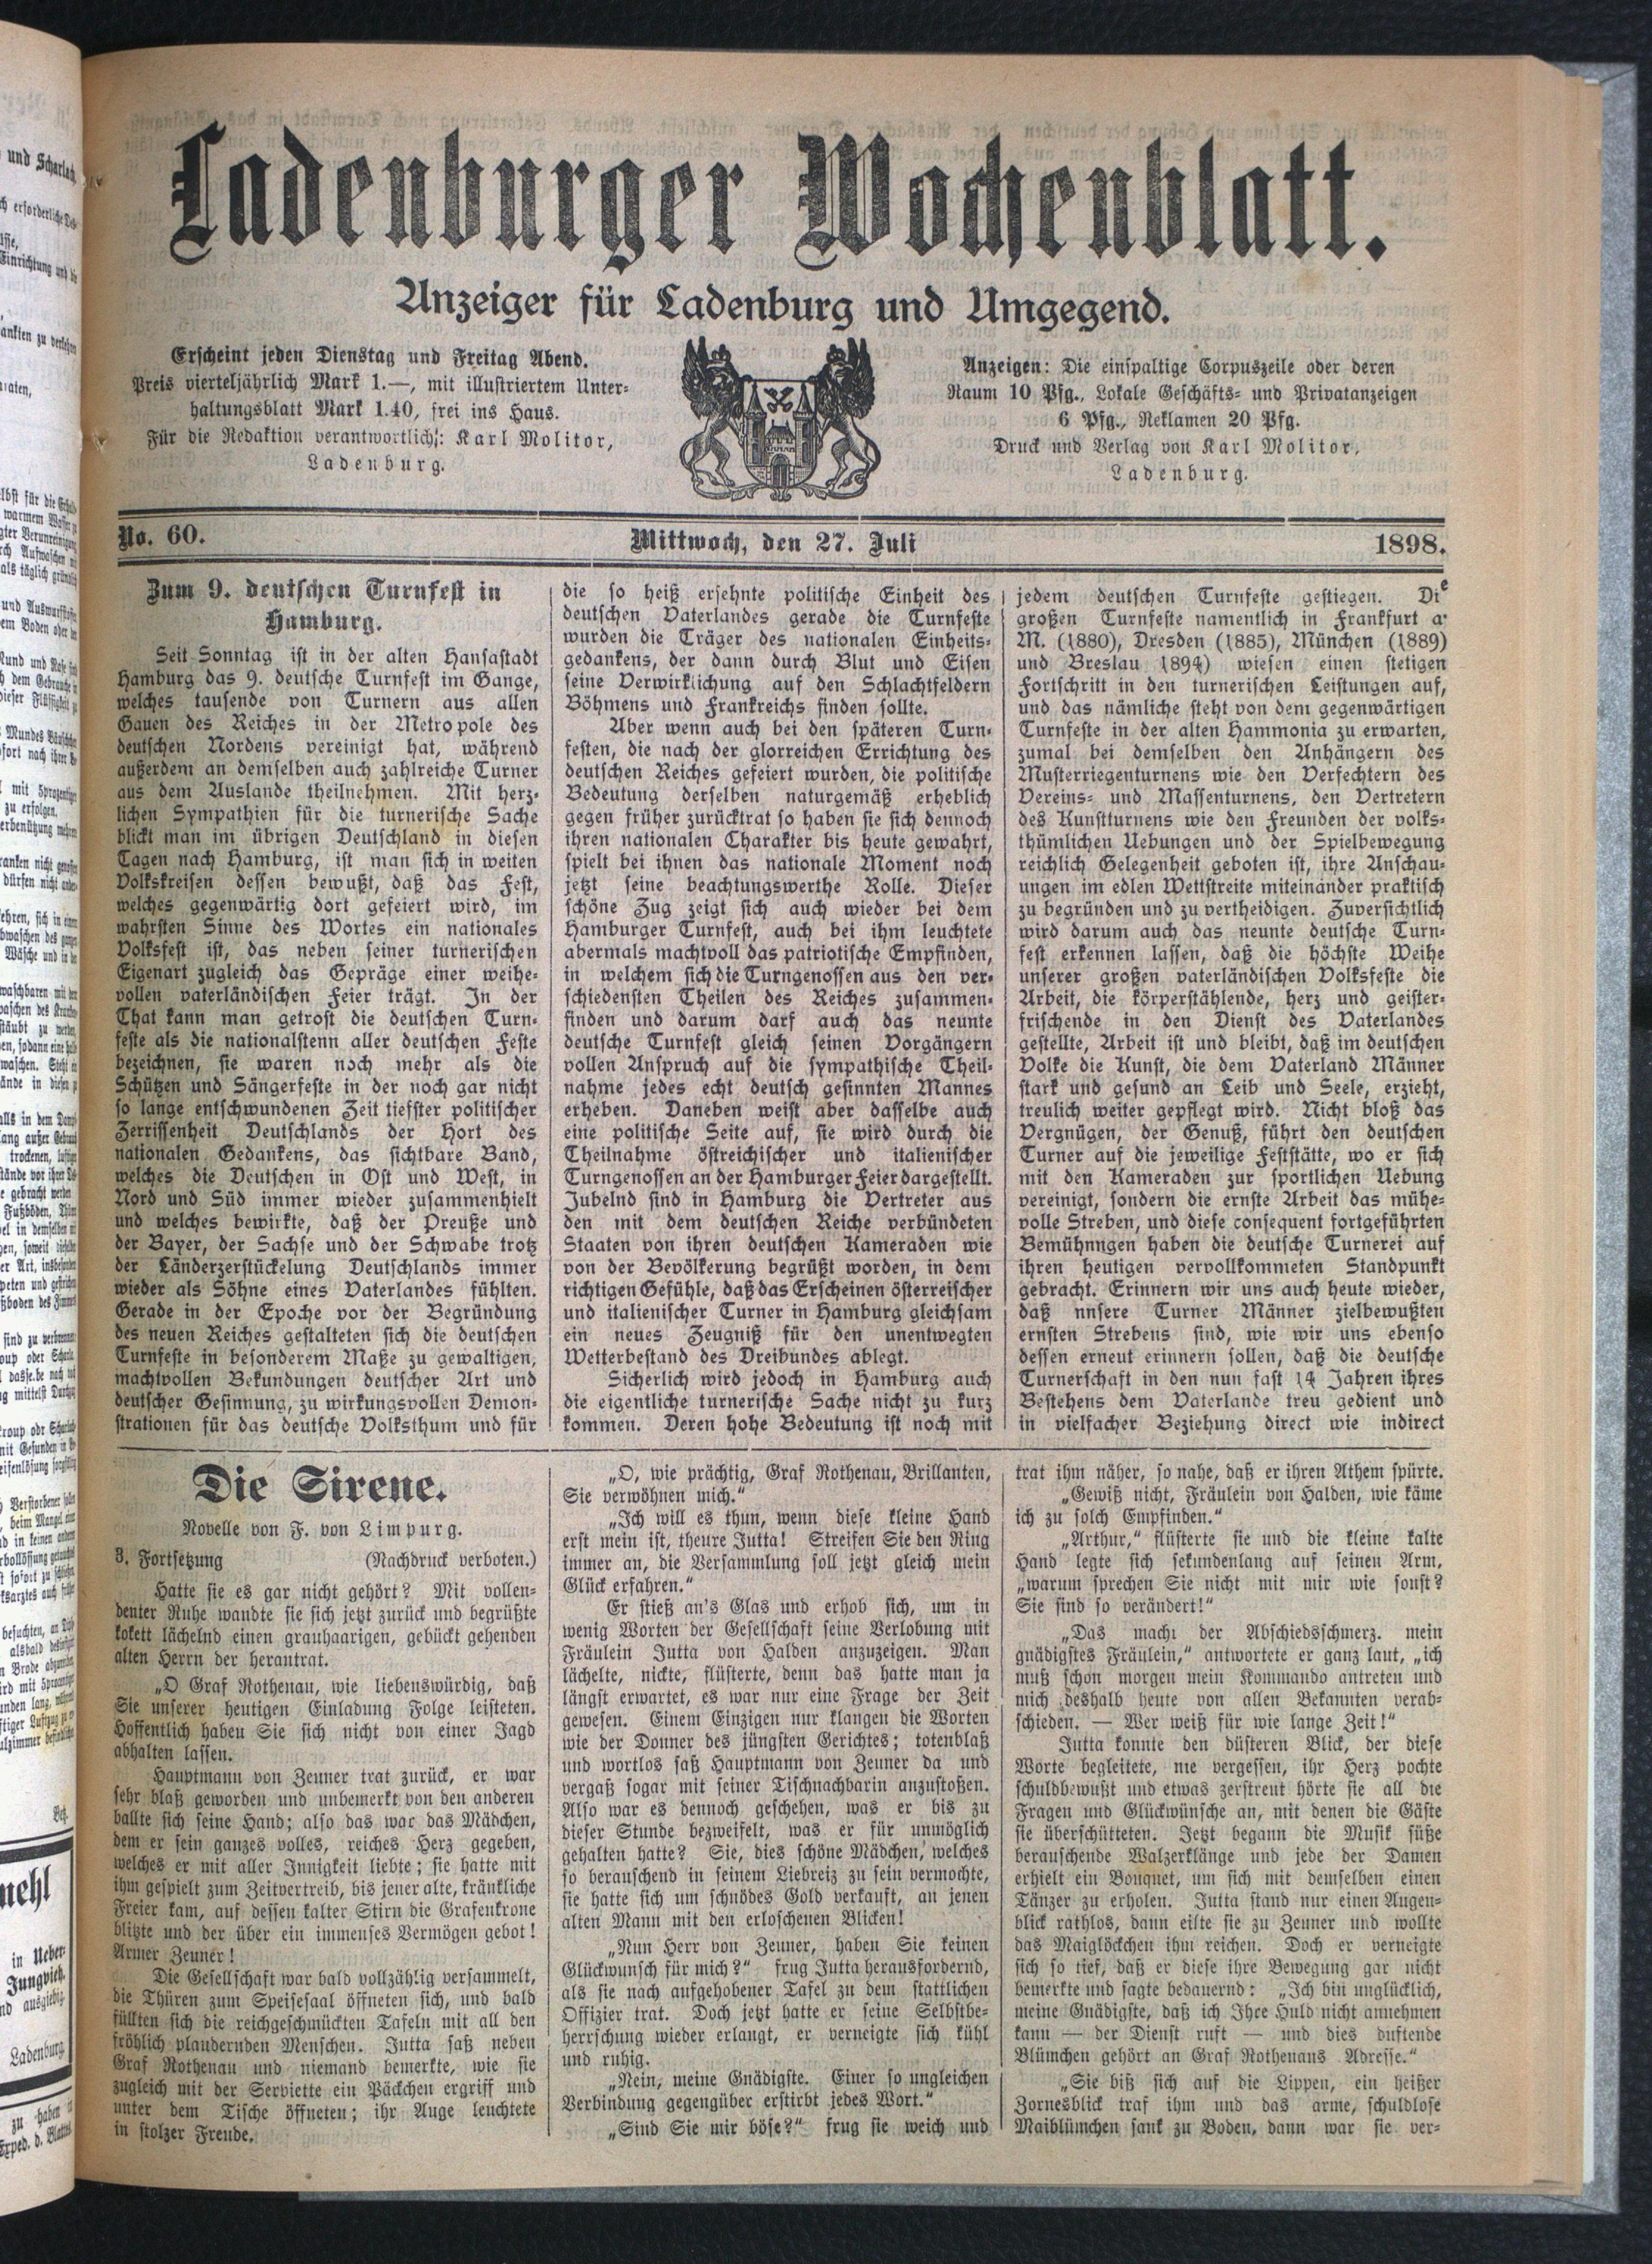 Ladenburger Wochenblatt.
Anzeiger für Ladenburg und Umgegend.
Erscheint jeden Dienstag und Freitag Abend.
Preis vierteljährlich Mark 1.—, mit illustriertem Unter-
haltungsblatt Mark 1.40, frei ins Haus.
Für die Redaktion verantwortlich: Karl Molitor,
Ladenburg.
Anzeigen: Die einspaltige Corpuszeile oder deren
Raum 10 Pfg., Lokale Geschäfts- und Privatanzeigen
6 Pfg., Reklamen 20 Pfg.
Druck und Verlag von Karl Molitor,
Ladenburg.
No. 60.
Mittwoch, den 27. Juli
1898.
Zum 9. deutschen Turnfest in
Hamburg.
Seit Sonntag ist in der alten Hansastadt
Hamburg das 9. deutsche Turnfest im Gange,
welches tausende von Turnern aus allen
Gauen des Reiches in der Metropole des
deutschen Nordens vereinigt hat, während
außerdem an demselben auch zahlreiche Turner
aus dem Auslande theilnehmen. Mit herz-
lichen Sympathien für die turnerische Sache
blickt man im übrigen Deutschland in diesen
Tagen nach Hamburg, ist man sich in weiten
Volkskreisen dessen bewußt, daß das Fest,
welches gegenwärtig dort gefeiert wird, im
wahrsten Sinne des Wortes ein nationales
Volksfest ist, das neben seiner turnerischen
Eigenart zugleich das Gepräge einer weihe-
vollen vaterländischen Feier trägt. In der
That kann man getrost die deutschen Turn-
feste als die nationalstenn aller deutschen Feste
bezeichnen, sie waren noch mehr als die
Schützen und Sängerfeste in der noch gar nicht
so lange entschwundenen Zeit tiefster politischer
Zerrissenheit Deutschlands der Hort des
nationalen Gedankens, das sichtbare Band,
welches die Deutschen in Ost und West, in
Nord und Süd immer wieder zusammenhielt
und welches bewirkte, daß der Preuße und
der Bayer, der Sachse und der Schwabe trotz
der Länderzerstückelung Deutschlands immer
wieder als Söhne eines Vaterlandes fühlten.
Gerade in der Epoche vor der Begründung
des neuen Reiches gestalteten sich die deutschen
Turnfeste in besonderem Maße zu gewaltigen,
machtvollen Bekundungen deutscher Art und
deutscher Gesinnung, zu wirkungsvollen Demon-
strationen für das deutsche Volksthum und für
die so heiß ersehnte politische Einheit des
deutschen Vaterlandes gerade die Turnfeste
wurden die Träger des nationalen Einheits-
gedankens, der dann durch Blut und Eisen
seine Verwirklichung auf den Schlachtfeldern
Böhmens und Frankreichs finden sollte.
Aber wenn auch bei den späteren Turn-
festen, die nach der glorreichen Errichtung des
deutschen Reiches gefeiert wurden, die politische
Bedeutung derselben naturgemäß erheblich
gegen früher zurücktrat so haben sie sich dennoch
ihren nationalen Charakter bis heute gewahrt,
spielt bei ihnen das nationale Moment noch
jetzt seine beachtungswerthe Rolle. Dieser
schöne Zug zeigt sich auch wieder bei dem
Hamburger Turnfest, auch bei ihm leuchtete
abermals machtvoll das patriotische Empfinden,
in welchem sich die Turngenossen aus den ver-
schiedensten Theilen des Reiches zusammen-
finden und darum darf auch das neunte
deutsche Turnfest gleich seinen Vorgängern
vollen Anspruch auf die sympathische Theil-
nahme jedes echt deutsch gesinnten Mannes
erheben. Daneben weist aber dasselbe auch
eine politische Seite auf, sie wird durch die
Theilnahme östreichischer und italienischer
Turngenossen an der Hamburger Feier dargestellt.
Jubelnd sind in Hamburg die Vertreter aus
den mit dem deutschen Reiche verbündeten
Staaten von ihren deutschen Kameraden wie
von der Bevölkerung begrüßt worden, in dem
richtigen Gefühle, daß das Erscheinen österreischer
und italienischer Turner in Hamburg gleichsam
ein neues Zeugniß für den unentwegten
Wetterbestand des Dreibundes ablegt.
Sicherlich wird jedoch in Hamburg auch
die eigentliche turnerische Sache nicht zu kurz
kommen. Deren hohe Bedeutung ist noch mit
jedem deutschen Turnfeste gestiegen. Die
großen Turnfeste namentlich in Frankfurt a.
M. (1880), Dresden (1885), München (1889)
und Breslau 1894) wiesen einen stetigen
Fortschritt in den turnerischen Leistungen auf,
und das nämliche steht von dem gegenwärtigen
Turnfeste in der alten Hammonia zu erwarten,
zumal bei demselben den Anhängern des
Musterriegenturnens wie den Verfechtern des
Vereins- und Massenturnens, den Vertretern
des Kunstturnens wie den Freunden der volks-
thümlichen Uebungen und der Spielbewegung
reichlich Gelegenheit geboten ist, ihre Anschau-
ungen im edlen Wettstreite miteinander praktisch
zu begründen und zu vertheidigen. Zuversichtlich
wird darum auch das neunte deutsche Turn-
fest erkennen lassen, daß die höchste Weihe
unserer großen vaterländischen Volksfeste die
Arbeit, die körperstählende, herz und geister-
frischende in den Dienst des Vaterlandes
gestellte, Arbeit ist und bleibt, daß im deutschen
Volke die Kunst, die dem Vaterland Männer
stark und gesund an Leib und Seele, erzieht,
treulich weiter gepflegt wird. Nicht bloß das
Vergnügen, der Genuß, führt den deutschen
Turner auf die jeweilige Feststätte, wo er sich
mit den Kameraden zur sportlichen Uebung
vereinigt, sondern die ernste Arbeit das mühe-
volle Streben, und diese consequent fortgeführten
Bemühnngen haben die deutsche Turnerei auf
ihren heutigen vervollkommeten Standpunkt
gebracht. Erinnern wir uns auch heute wieder,
daß nnsere Turner Männer zielbewußten
ernsten Strebens sind, wie wir uns ebenso
dessen erneut erinnern sollen, daß die deutsche
Turnerschaft in den nun fast 14 Jahren ihres
Bestehens dem Vaterlande treu gedient und
in vielfacher Beziehung direct wie indirect
Die Sirene.
Novelle von F. von Limpurg.
3. Fortsetzung (Nachdruck verboten.)
Hatte sie es gar nicht gehört? Mit vollen-
denter Ruhe wandte sie sich jetzt zurück und begrüßte
kokett lächelnd einen grauhaarigen, gebückt gehenden
alten Herrn der herantrat.
„O Graf Rothenau, wie liebenswürdig, daß
Sie unserer heutigen Einladung Folge leisteten.
Hoffentlich habeu Sie sich nicht von einer Jagd
abhalten lassen.
Hauptmann von Zeuner trat zurück, er war
sehr blaß geworden und unbemerkt von den anderen
ballte sich seine Hand; also das war das Mädchen,
dem er sein ganzes volles, reiches Herz gegeben,
welches er mit aller Innigkeit liebte; sie hatte mit
ihm gespielt zum Zeitvertreib, bis jener alte, kränkliche
Freier kam, auf dessen kalter Stirn die Grafenkrone
blitzte und der über ein immenses Vermögen gebot!
Armer Zeuner!
Die Gesellschaft war bald vollzählig versammelt,
die Thüren zum Speisesaal öffneten sich, und bald
füllten sich die reichgeschmückten Tafeln mit all den
fröhlich plaudernden Menschen. Jutta saß neben
Graf Rothenau und niemand bemerkte, wie sie
zugleich mit der Serviette ein Päckchen ergriff und
unter dem Tische öffneten; ihr Auge leuchtete
in stolzer Freude.
„O, wie prächtig, Graf Rothenau, Brillanten,
Sie verwöhnen mich.“
„Ich will es thun, wenn diese kleine Hand
erst mein ist, theure Jutta! Streifen Sie den Ring
immer an, die Versammlung soll jetzt gleich mein
Glück erfahren.“
Er stieß an's Glas und erhob sich, um in
wenig Worten der Gesellschaft seine Verlobung mit
Fräulein Jutta von Halden anzuzeigen. Man
lächelte, nickte, flüsterte, denn das hatte man ja
längst erwartet, es war nur eine Frage der Zeit
gewesen. Einem Einzigen nur klangen die Worten
wie der Donner des jüngsten Gerichtes; totenblaß
und wortlos saß Hauptmann von Zeuner da und
vergaß sogar mit seiner Tischnachbarin anzustoßen.
Also war es dennoch geschehen, was er bis zu
dieser Stunde bezweifelt, was er für unmöglich
gehalten hatte? Sie, dies schöne Mädchen, welches
so berauschend in seinem Liebreiz zu sein vermochte,
sie hatte sich um schnödes Gold verkauft, an jenen
alten Mann mit den erloschenen Blicken!
„Nun Herr von Zeuner, haben Sie keinen
Glückwunsch für mich?“ frug Jutta herausfordernd,
als sie nach aufgehobener Tafel zu dem stattlichen
Offizier trat. Doch jetzt hatte er seine Selbstbe-
herrschung wieder erlangt, er verneigte sich kühl
und ruhig.
„Nein, meine Gnädigste. Einer so ungleichen
Verbindung gegenüber erstirbt jedes Wort.“
„Sind Sie mir böse?“ frug sie weich und
trat ihm näher, so nahe, daß er ihren Athem spürte.
„Gewiß nicht, Fräulein von Halden, wie käme
ich zu solch Empfinden.“
„Arthur,“ flüsterte sie und die kleine kalte
Hand legte sich sekundenlang auf seinen Arm,
„warum sprechen Sie nicht mit mir wie sonst?
Sie sind so verändert!“
„Das macht der Abschiedsschmerz. mein
gnädigstes Fräulein,“ antwortete er ganz laut, „ich
muß schon morgen mein Kommando antreten und
mich deshalb heute von allen Bekannten verab-
schieden. — Wer weiß für wie lange Zeit!“
Jutta konnte den düsteren Blick, der diese
Worte begleitete, nie vergessen, ihr Herz pochte
schuldbewußt und etwas zerstreut hörte sie all die
Fragen und Glückwünsche an, mit denen die Gäste
sie überschütteten. Jetzt begann die Musik süße
berauschende Walzerklänge und jede der Damen
erhielt ein Bouquet, um sich mit demselben einen
Tänzer zu erholen. Jutta stand nur einen Augen-
blick rathlos, dann eilte sie zu Zeuner und wollte
das Maiglöckchen ihm reichen. Doch er verneigte
sich so tief, daß er diese ihre Bewegung gar nicht
bemerkte und sagte bedauernd: „Ich bin unglücklich,
meine Gnädigste, daß ich Ihre Huld nicht annehmen
kann — der Dienst ruft — und dies duftende
Blümchen gehört an Graf Rothenaus Adresse.“
„Sie biß sich auf die Lippen, ein heißer
Zornesblick traf ihm und das arme, schuldlose
Maiblümchen sank zu Boden, dann war sie ver-